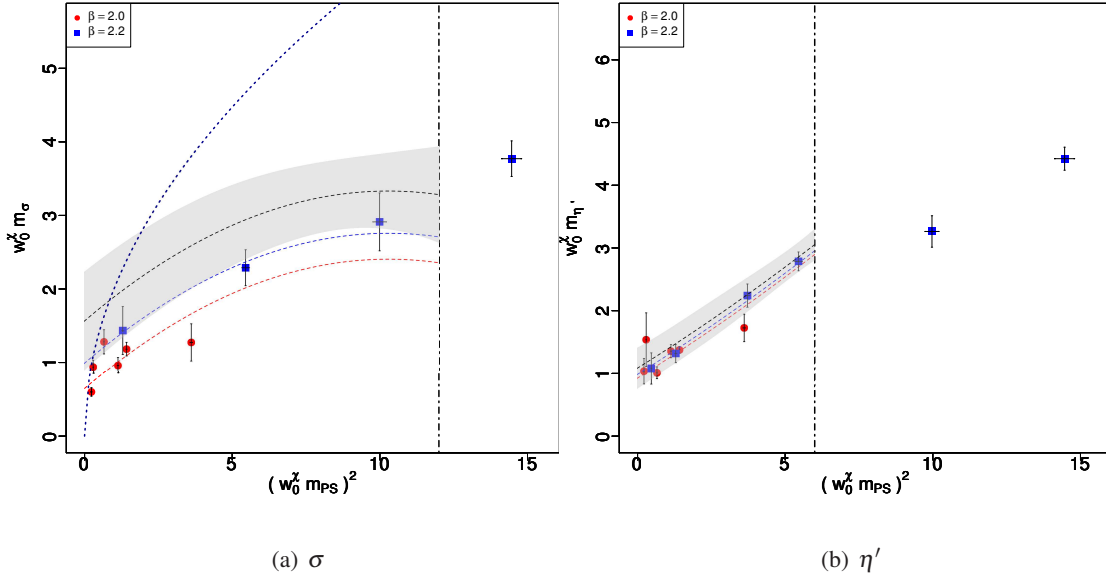 β = 2.0
β = 2.2
w₀^χ m_σ
0 1 2 3 4 5
0 5 10 15
( w₀^χ m_PS )²
(a) σ
β = 2.0
β = 2.2
w₀^χ m_η′
0 1 2 3 4 5 6
0 5 10 15
( w₀^χ m_PS )²
(b) η′